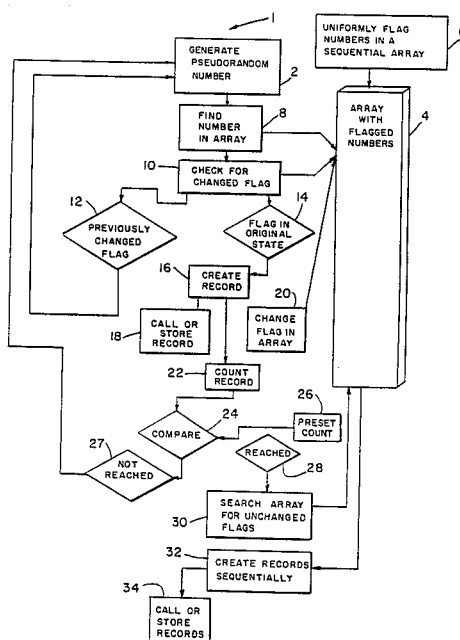 1
GENERATE
PSEUDORANDOM
NUMBER
2
UNIFORMLY FLAG
NUMBERS IN A
SEQUENTIAL ARRAY
ARRAY
WITH FLAGGED
NUMBERS
4
FIND
NUMBER
IN ARRAY
8
10
CHECK FOR
CHANGED FLAG
12
PREVIOUSLY
CHANGED
FLAG
14
FLAG IN
ORIGINAL
STATE
16
CREATE
RECORD
18
CALL OR
STORE
RECORD
20
CHANGE
FLAG IN
ARRAY
22
COUNT
RECORD
24
COMPARE
26
PRESET
COUNT
27
NOT
REACHED
REACHED
28
30
SEARCH ARRAY
FOR UNCHANGED
FLAGS
32
CREATE RECORDS
SEQUENTIALLY
34
CALL OR
STORE
RECORDS